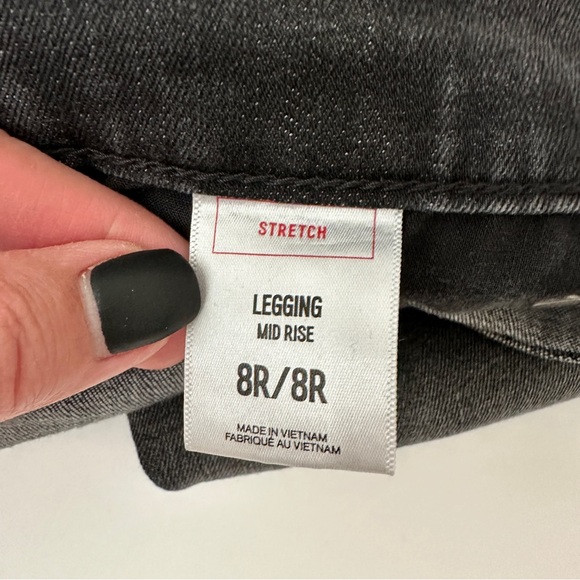 STRETCH
LEGGING
MID RISE
8R/8R
MADE IN VIETNAM
FABRIQUÉ AU VIETNAM